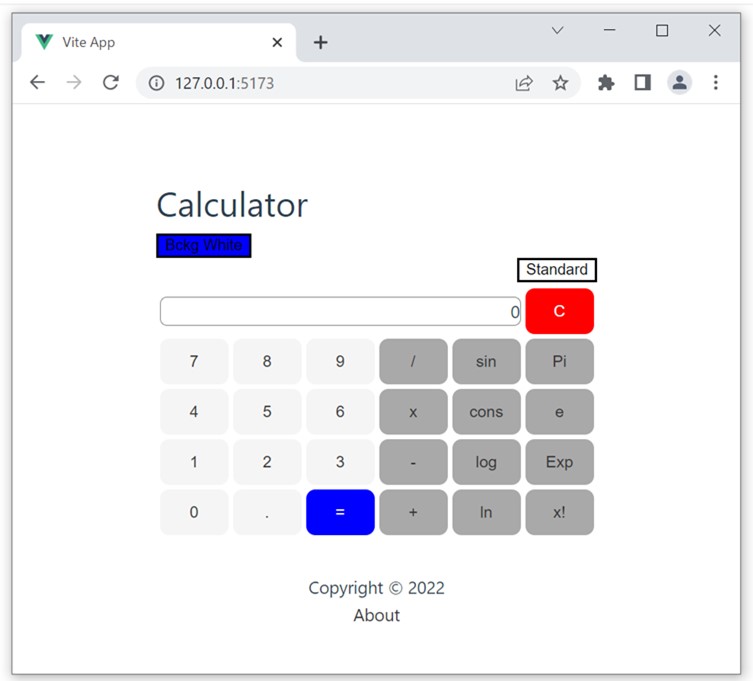 Vite App
127.0.0.1:5173
Calculator
Bckg White
Standard
0 C
7 8 9 / sin Pi
4 5 6 x cons e
1 2 3 - log Exp
0 . = + ln x!
Copyright © 2022
About